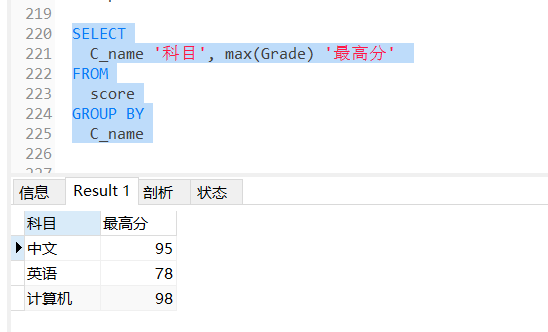 219
220 SELECT
221 C_name '科目', max(Grade) '最高分'
222 FROM
223 score
224 GROUP BY
225 C_name
226
信息 Result 1 剖析 状态
科目 最高分
中文 95
英语 78
计算机 98